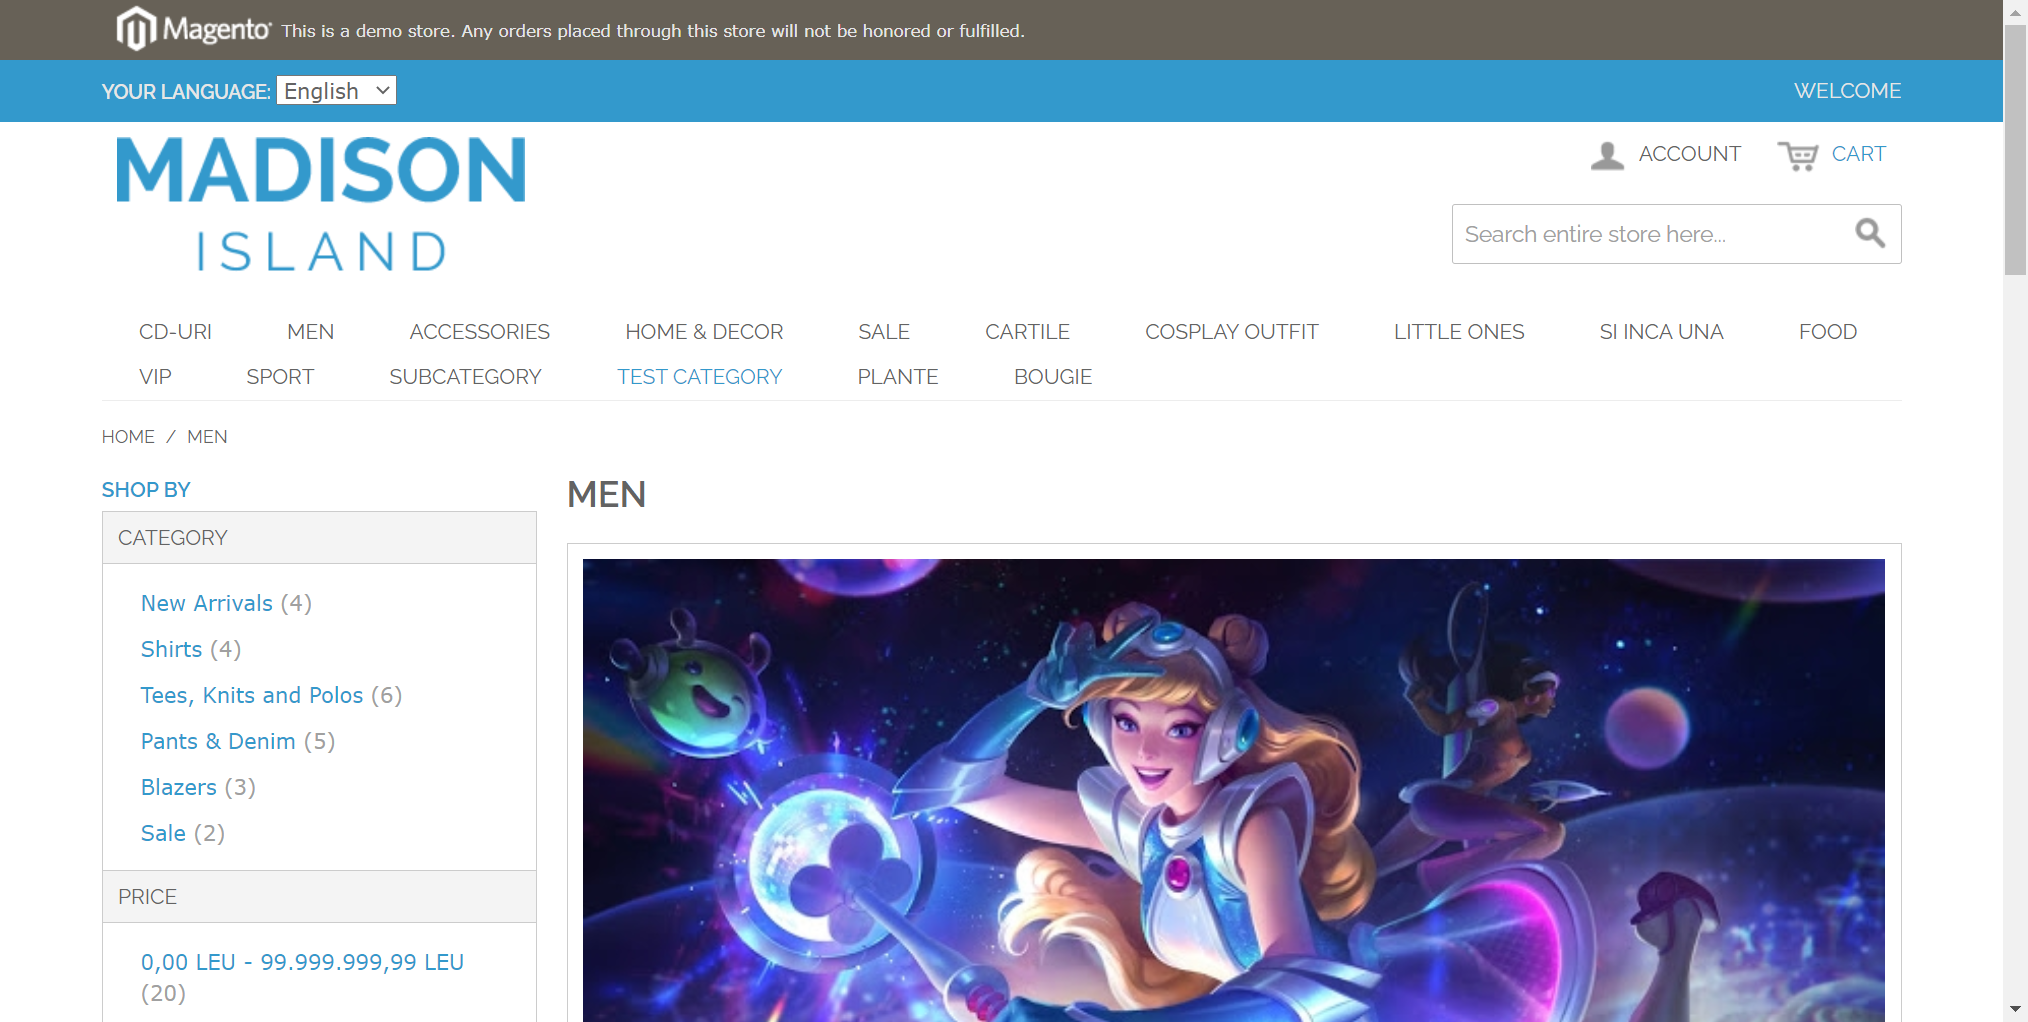 Magento This is a demo store. Any orders placed through this store will not be honored or fulfilled.
YOUR LANGUAGE: English WELCOME
MADISON
ISLAND
ACCOUNT CART
Search entire store here...
CD-URI MEN ACCESSORIES HOME & DECOR SALE CARTILE COSPLAY OUTFIT LITTLE ONES SI INCA UNA FOOD
VIP SPORT SUBCATEGORY TEST CATEGORY PLANTE BOUGIE
HOME / MEN
SHOP BY
CATEGORY
New Arrivals (4)
Shirts (4)
Tees, Knits and Polos (6)
Pants & Denim (5)
Blazers (3)
Sale (2)
PRICE
0,00 LEU - 99.999.999,99 LEU
(20)
MEN